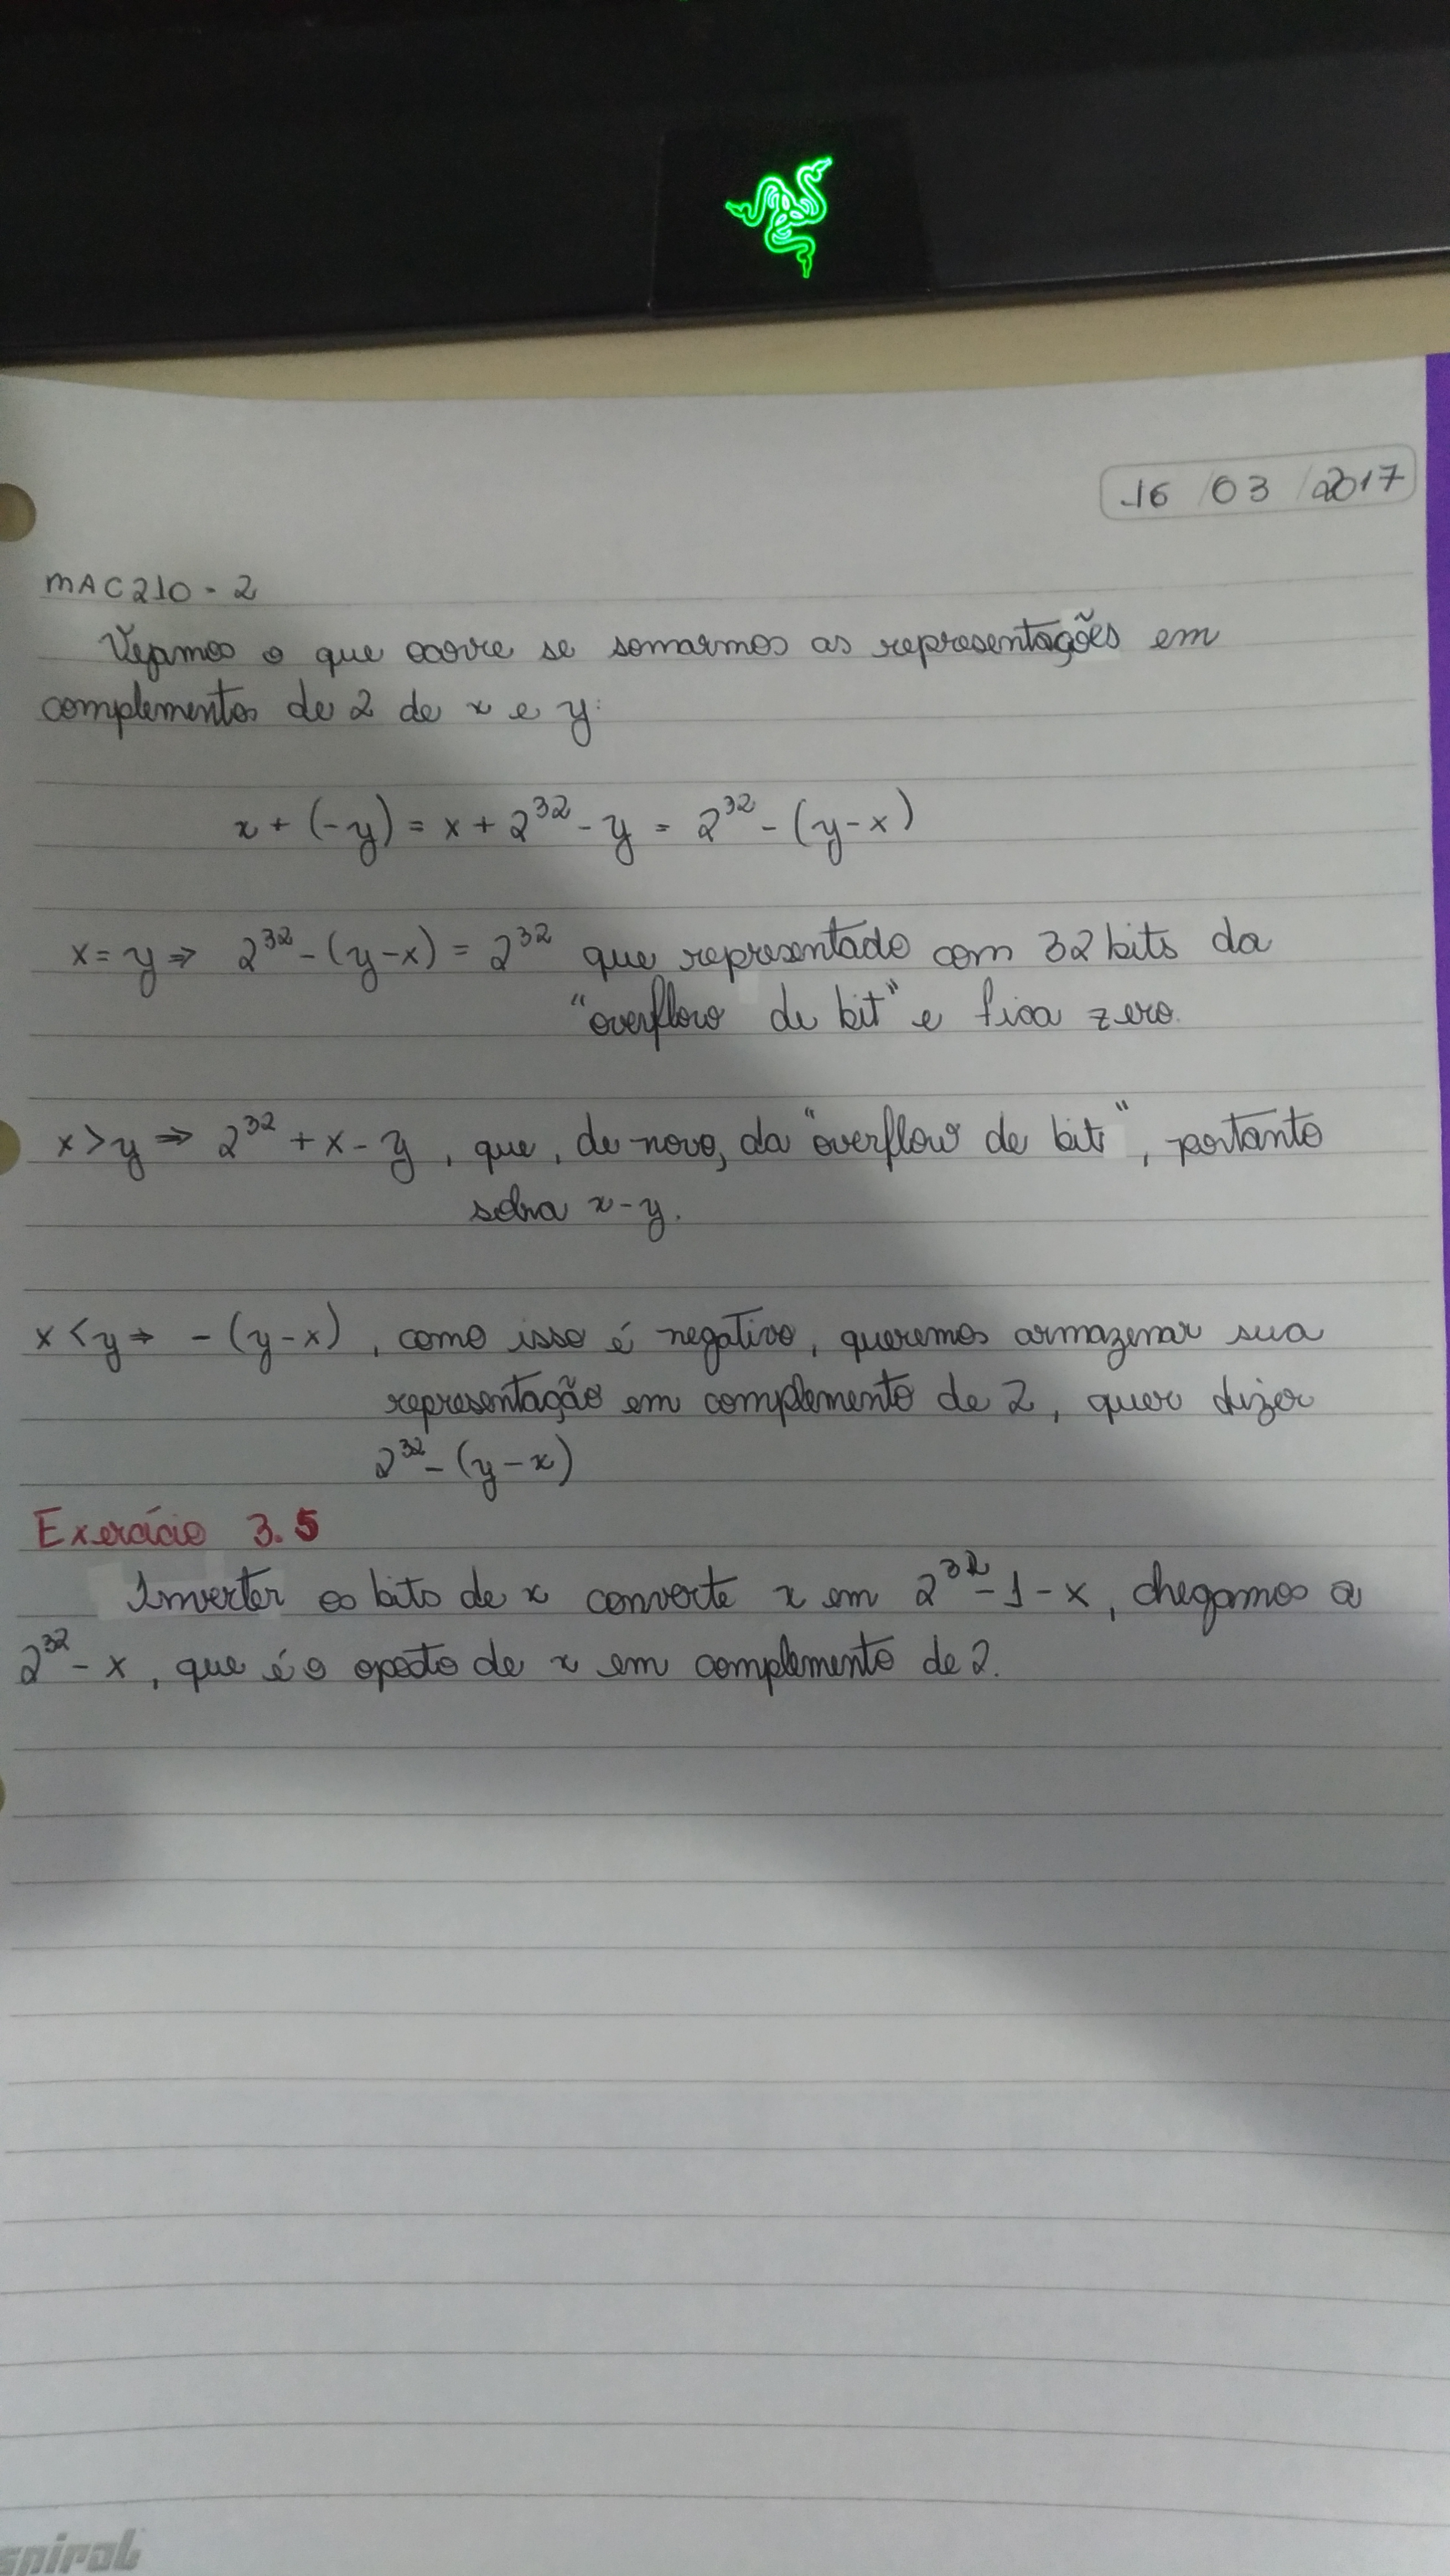 16 / 03 / 2017
MAC210 - 2
Vejamos o que ocorre se somarmos as representações em
complementos de 2 de x e y:
x + (-y) = x + 2^32 - y = 2^32 - (y-x)
x = y ⇒ 2^32 - (y-x) = 2^32 que representado com 32 bits da
"overflow de bit" e fica zero.
x > y ⇒ 2^32 + x - y, que, de novo, da "overflow de bit", portanto
sobra x-y.
x < y ⇒ - (y-x), como isso é negativo, queremos armazenar sua
representação em complemento de 2, quer dizer
2^32 - (y-x)
Exercício 3.5
Inverter os bits de x converte x em 2^32 - 1 - x, chegamos a
2^32 - x, que é o oposto de x em complemento de 2.
spiral